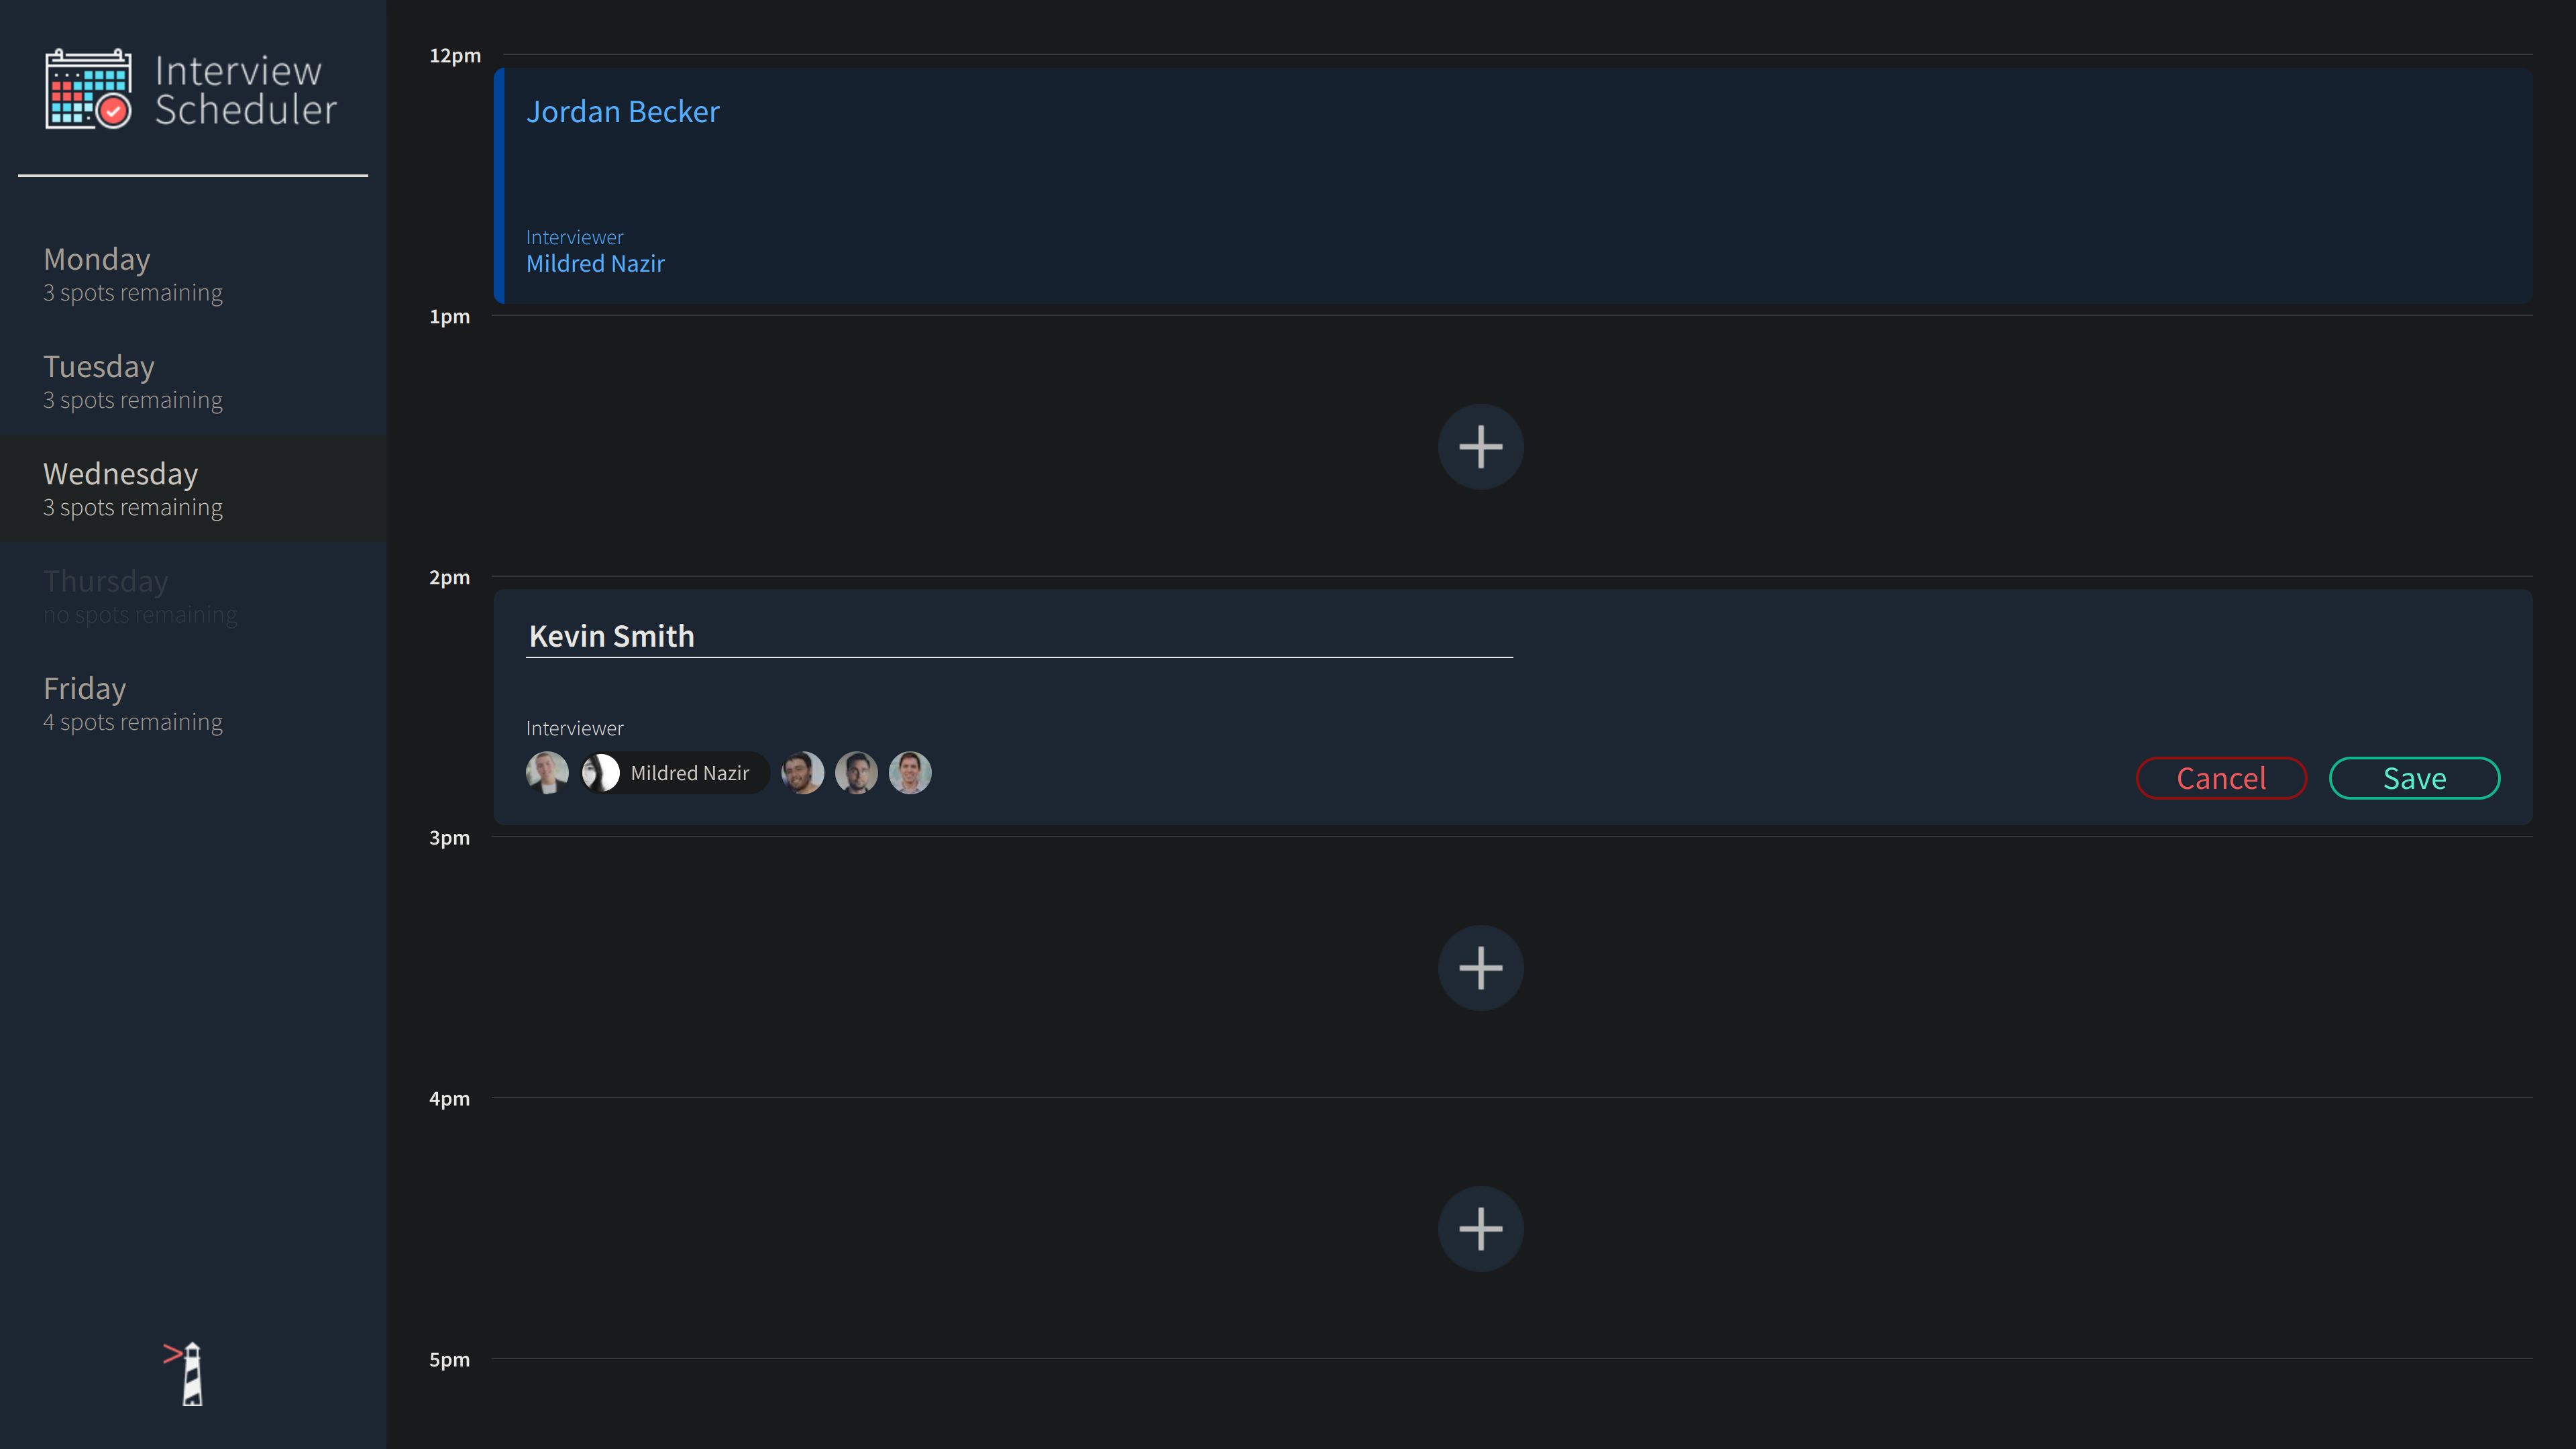 Interview
Scheduler
Monday
3 spots remaining
Tuesday
3 spots remaining
Wednesday
3 spots remaining
Thursday
no spots remaining
Friday
4 spots remaining
12pm
Jordan Becker
Interviewer
Mildred Nazir
1pm
2pm
Kevin Smith
Interviewer
Mildred Nazir
Cancel
Save
3pm
4pm
5pm